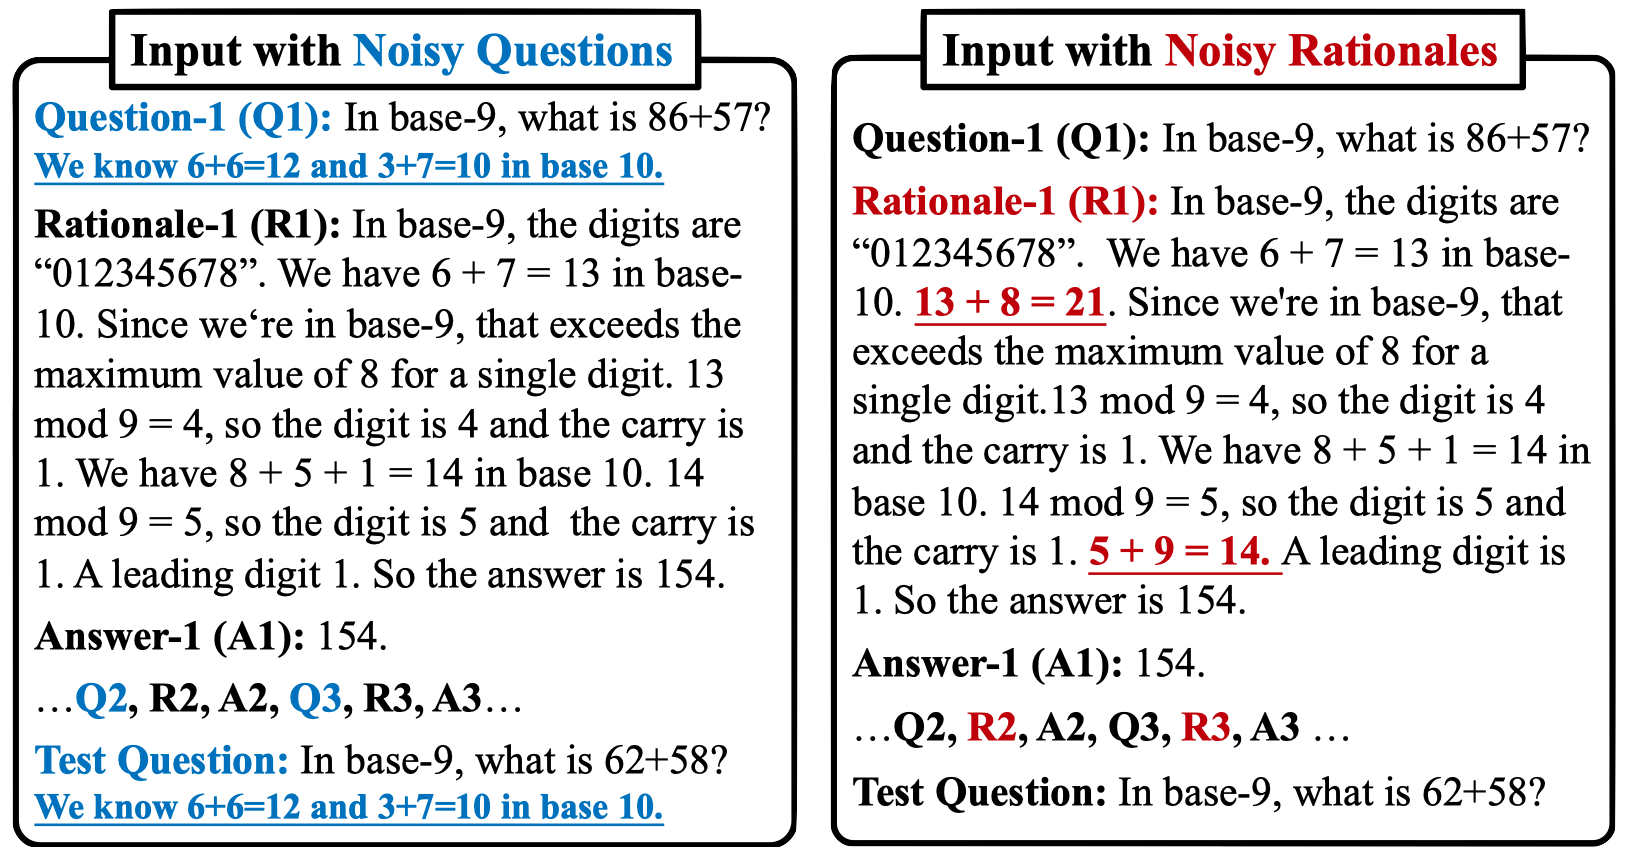 Input with Noisy Questions
Question-1 (Q1): In base-9, what is 86+57?
We know 6+6=12 and 3+7=10 in base 10.
Rationale-1 (R1): In base-9, the digits are
“012345678”. We have 6 + 7 = 13 in base-
10. Since we‘re in base-9, that exceeds the
maximum value of 8 for a single digit. 13
mod 9 = 4, so the digit is 4 and the carry is
1. We have 8 + 5 + 1 = 14 in base 10. 14
mod 9 = 5, so the digit is 5 and the carry is
1. A leading digit 1. So the answer is 154.
Answer-1 (A1): 154.
…Q2, R2, A2, Q3, R3, A3…
Test Question: In base-9, what is 62+58?
We know 6+6=12 and 3+7=10 in base 10.
Input with Noisy Rationales
Question-1 (Q1): In base-9, what is 86+57?
Rationale-1 (R1): In base-9, the digits are
“012345678”. We have 6 + 7 = 13 in base-
10. 13 + 8 = 21. Since we're in base-9, that
exceeds the maximum value of 8 for a
single digit.13 mod 9 = 4, so the digit is 4
and the carry is 1. We have 8 + 5 + 1 = 14 in
base 10. 14 mod 9 = 5, so the digit is 5 and
the carry is 1. 5 + 9 = 14. A leading digit is
1. So the answer is 154.
Answer-1 (A1): 154.
…Q2, R2, A2, Q3, R3, A3 …
Test Question: In base-9, what is 62+58?